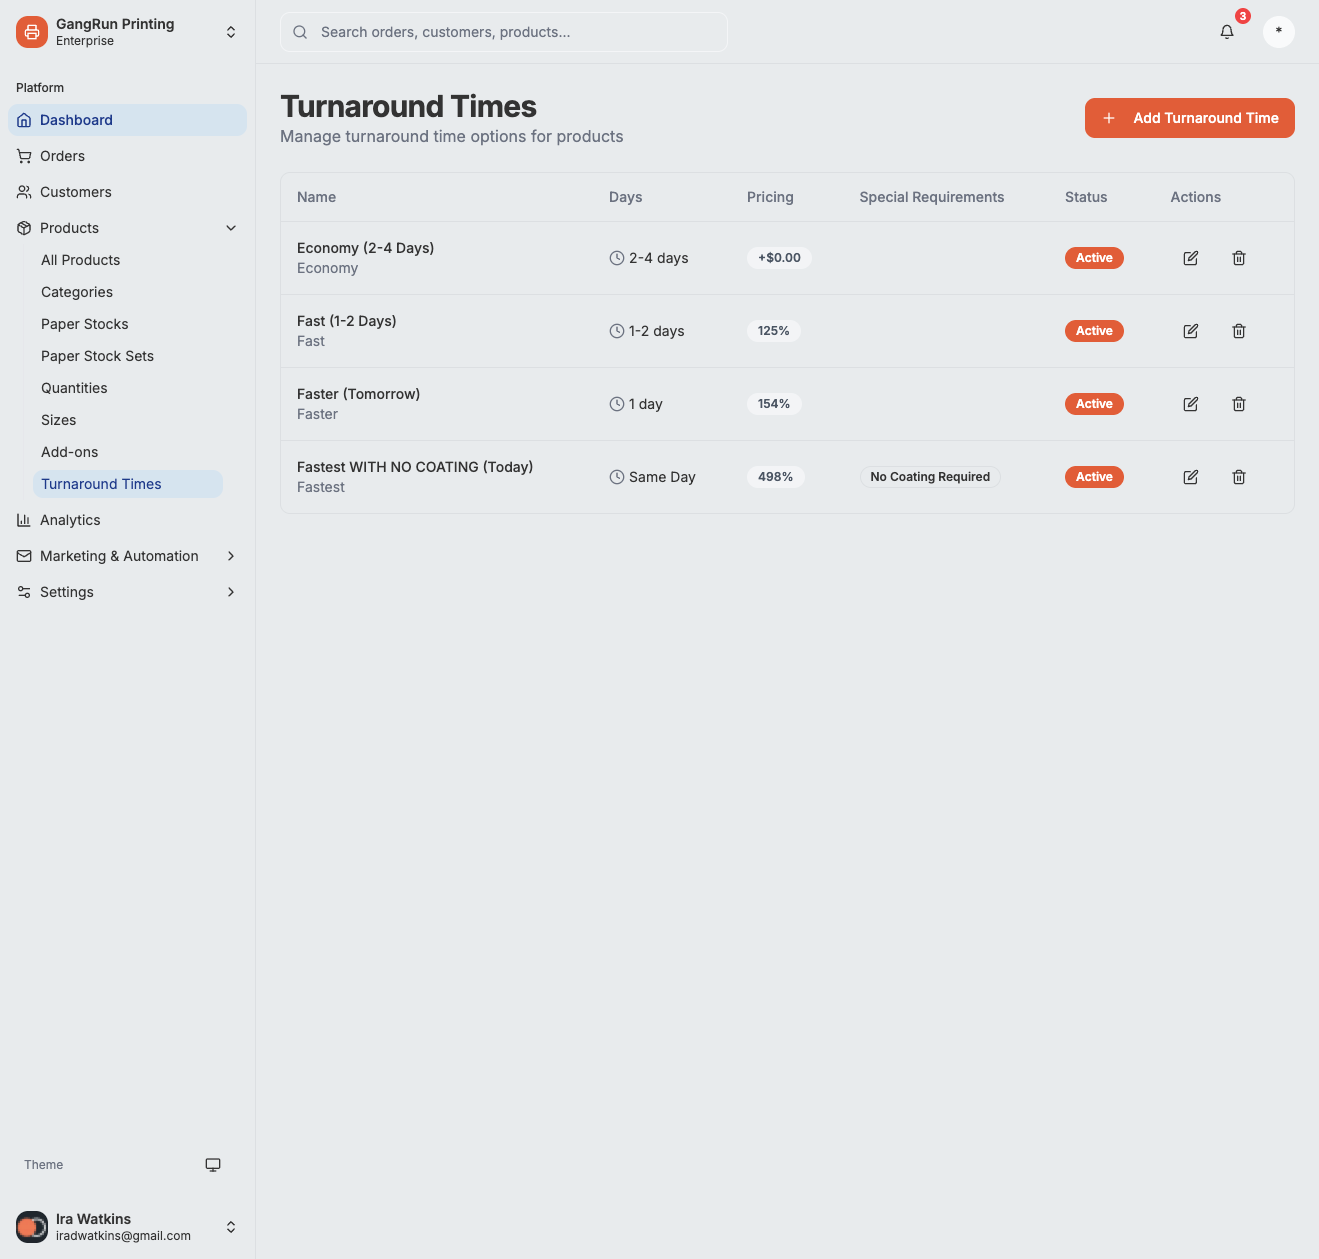 GangRun Printing
Enterprise
Search orders, customers, products...
3
*
Platform
Dashboard
Orders
Customers
Products
All Products
Categories
Paper Stocks
Paper Stock Sets
Quantities
Sizes
Add-ons
Turnaround Times
Analytics
Marketing & Automation
Settings
Theme
Ira Watkins
iradwatkins@gmail.com
Turnaround Times
Manage turnaround time options for products
Add Turnaround Time
Name Days Pricing Special Requirements Status Actions
Economy (2-4 Days)
Economy
2-4 days +$0.00 Active
Fast (1-2 Days)
Fast
1-2 days 125% Active
Faster (Tomorrow)
Faster
1 day 154% Active
Fastest WITH NO COATING (Today)
Fastest
Same Day 498% No Coating Required Active